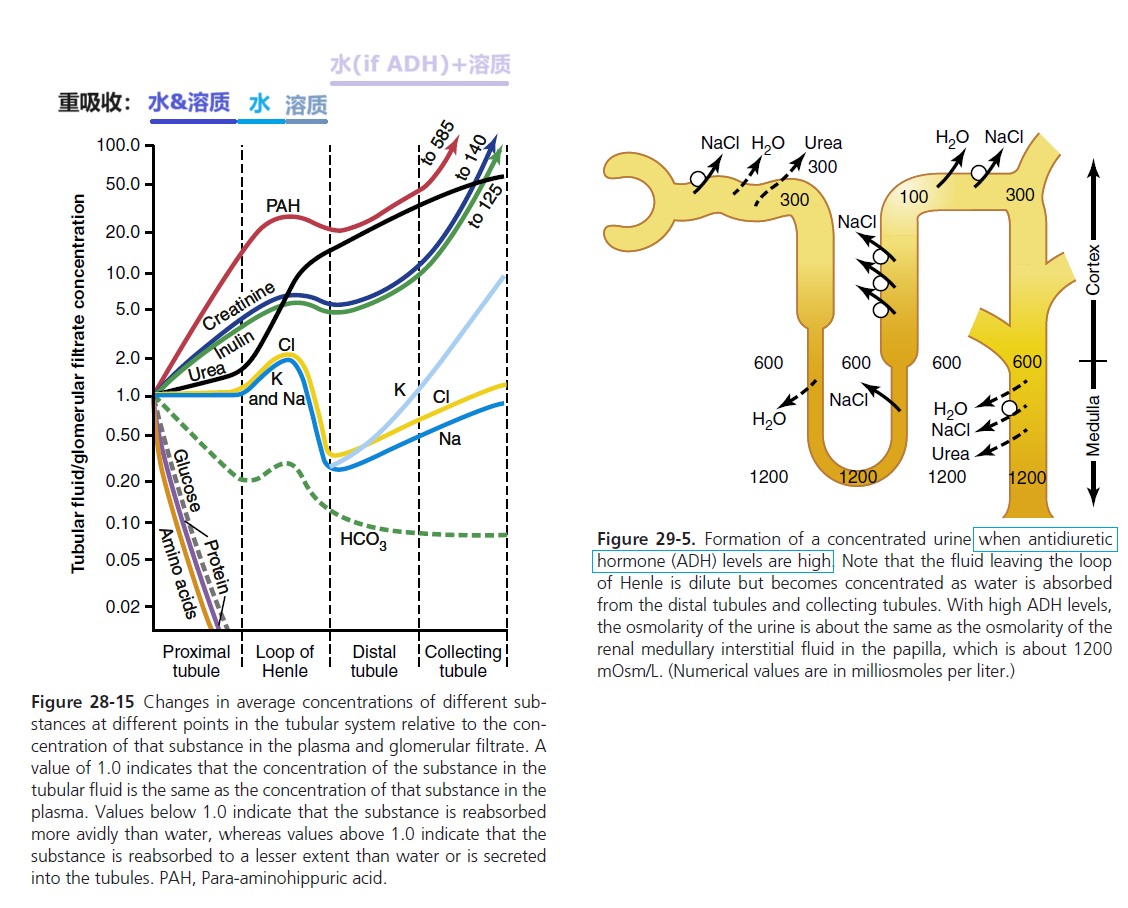 水(if ADH)+溶质
重吸收: 水&溶质 水 溶质
100.0
50.0
20.0
10.0
5.0
2.0
1.0
0.50
0.20
0.10
0.05
0.02
Tubular fluid/glomerular filtrate concentration
PAH
to 585
to 140
to 125
Creatinine
Inulin
Urea
Cl
K
and Na
K
Cl
Na
Glucose
Protein
Amino acids
HCO3
Proximal
tubule
Loop of
Henle
Distal
tubule
Collecting
tubule
Figure 28-15 Changes in average concentrations of different sub-
stances at different points in the tubular system relative to the con-
centration of that substance in the plasma and glomerular filtrate. A
value of 1.0 indicates that the concentration of the substance in the
tubular fluid is the same as the concentration of that substance in the
plasma. Values below 1.0 indicate that the substance is reabsorbed
more avidly than water, whereas values above 1.0 indicate that the
substance is reabsorbed to a lesser extent than water or is secreted
into the tubules. PAH, Para-aminohippuric acid.
NaCl H2O Urea
300
300
H2O NaCl
100
300
NaCl
Cortex
600
600
600
600
H2O
NaCl
H2O
NaCl
Urea
Medulla
1200
1200
1200
1200
Figure 29-5. Formation of a concentrated urine when antidiuretic
hormone (ADH) levels are high. Note that the fluid leaving the loop
of Henle is dilute but becomes concentrated as water is absorbed
from the distal tubules and collecting tubules. With high ADH levels,
the osmolarity of the urine is about the same as the osmolarity of the
renal medullary interstitial fluid in the papilla, which is about 1200
mOsm/L. (Numerical values are in milliosmoles per liter.)